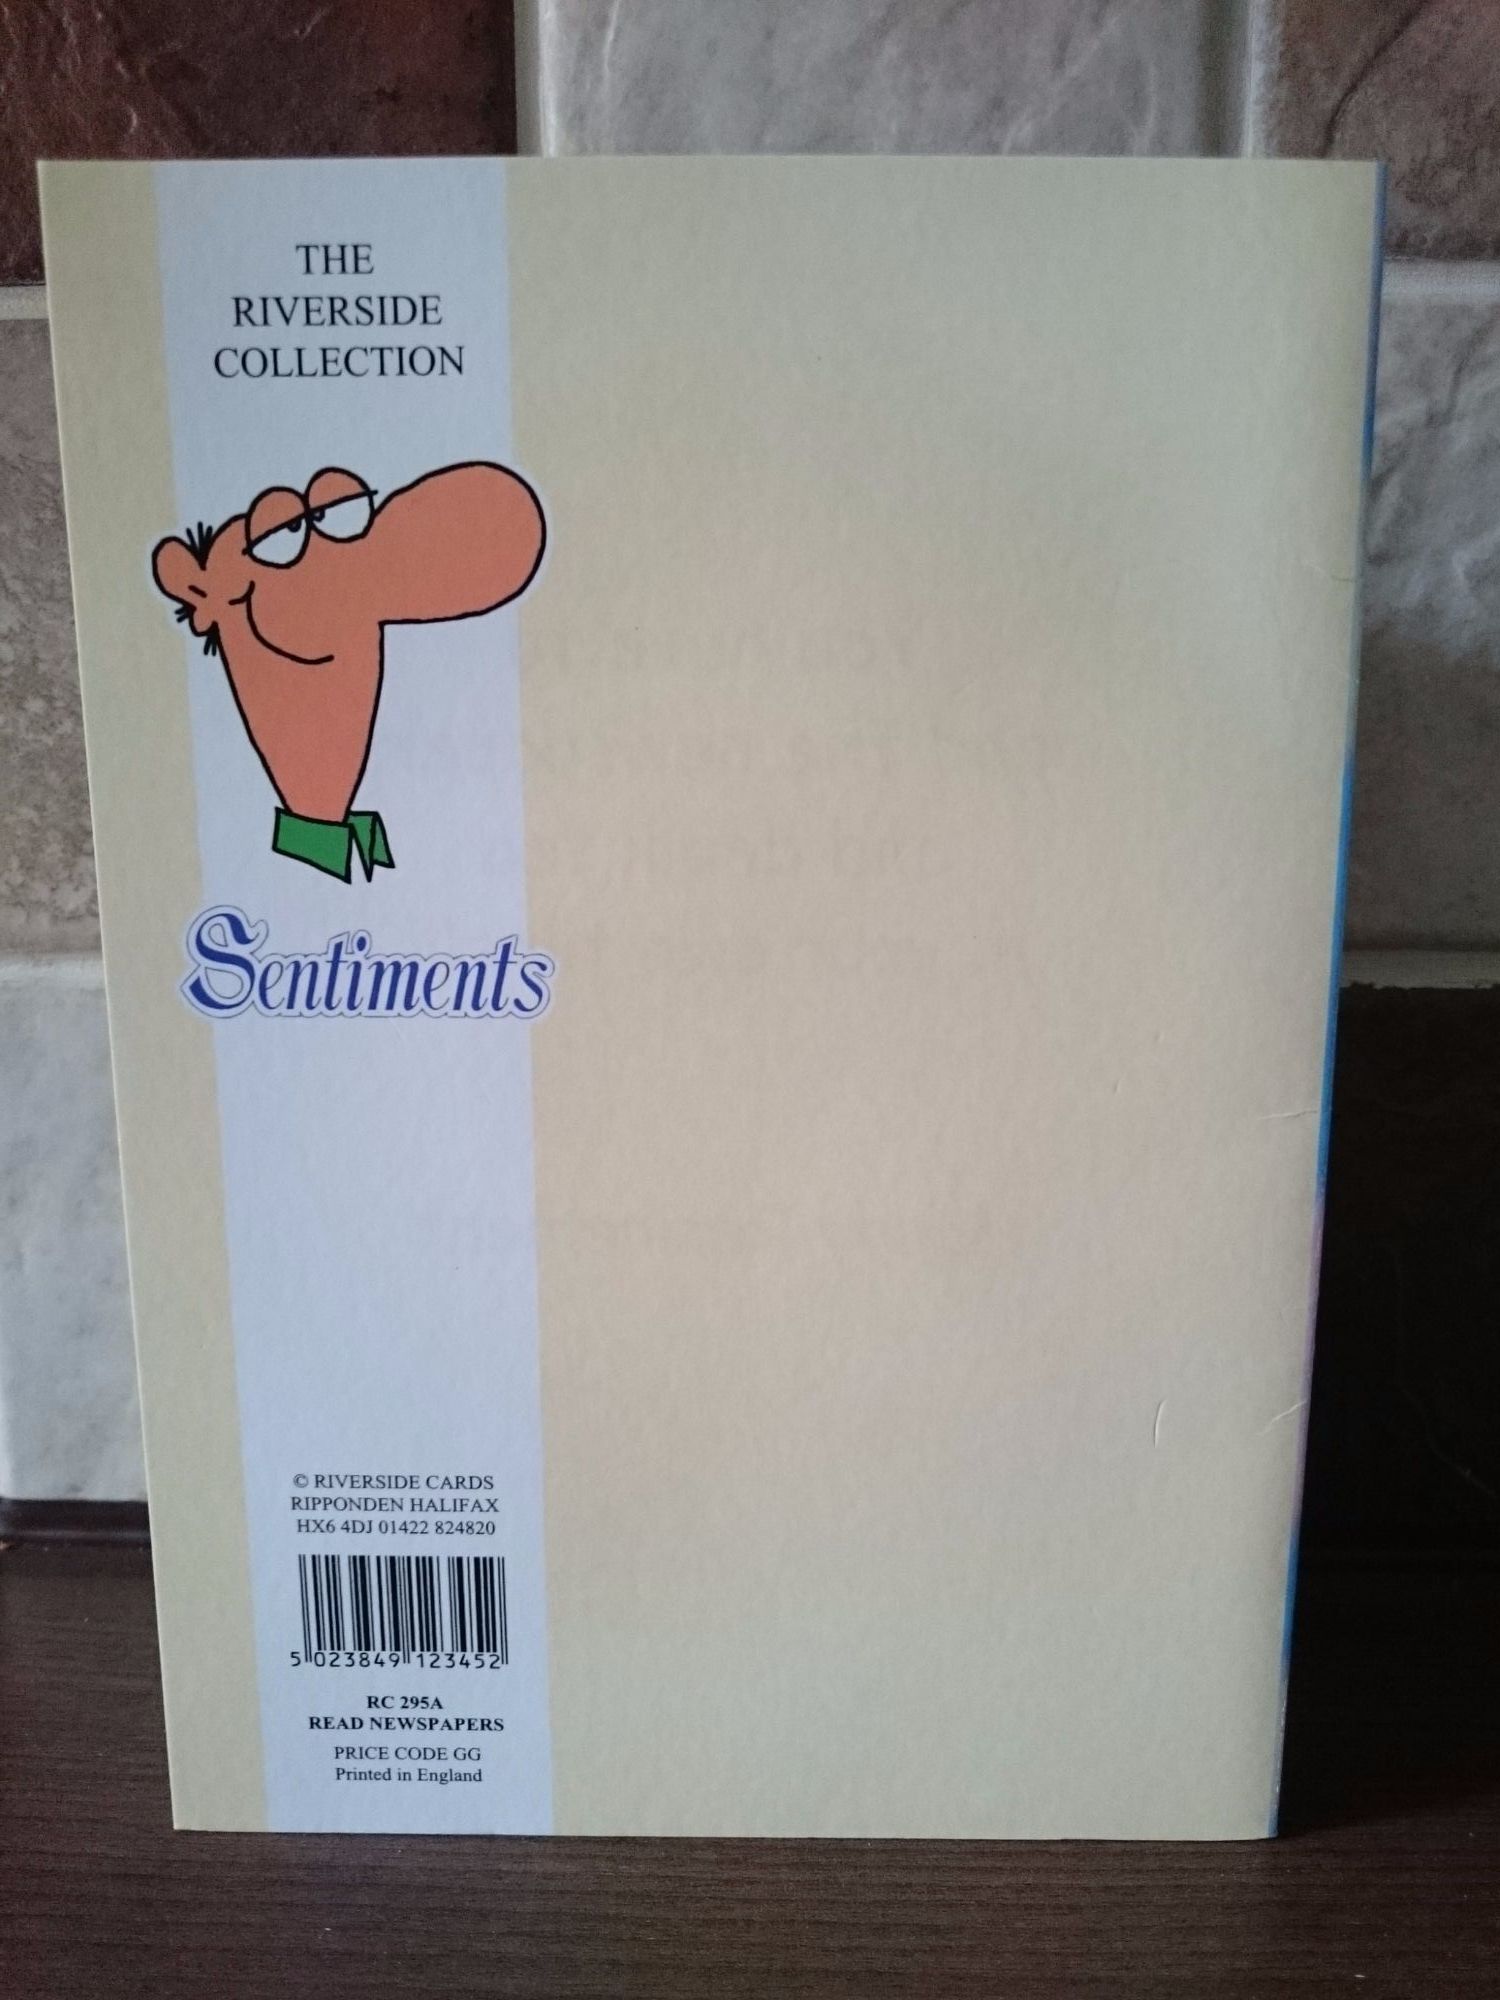 THE
RIVERSIDE
COLLECTION
Sentiments
© RIVERSIDE CARDS
RIPPONDEN HALIFAX
HX6 4DJ 01422 824820
5 023849 123452
RC 295A
READ NEWSPAPERS
PRICE CODE GG
Printed in England